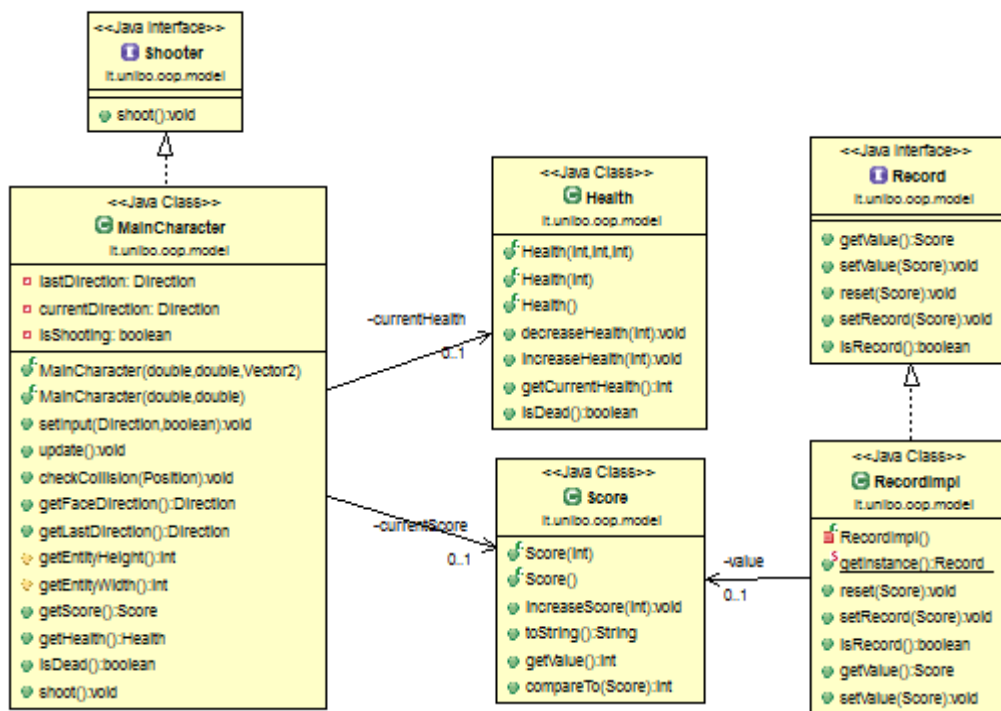 <<Java Interface>>
Shooter
it.unibo.oop.model
shoot():void
<<Java Class>>
MainCharacter
it.unibo.oop.model
lastDirection: Direction
currentDirection: Direction
isShooting: boolean
MainCharacter(double,double,Vector2)
MainCharacter(double,double)
setInput(Direction,boolean):void
update():void
checkCollision(Position):void
getFaceDirection():Direction
getLastDirection():Direction
getEntityHeight():int
getEntityWidth():int
getScore():Score
getHealth():Health
isDead():boolean
shoot():void
-currentHealth
0..1
-currentScore
0..1
<<Java Class>>
Health
it.unibo.oop.model
Health(int,int,int)
Health(int)
Health()
decreaseHealth(int):void
increaseHealth(int):void
getCurrentHealth():int
isDead():boolean
<<Java Class>>
Score
it.unibo.oop.model
Score(int)
Score()
increaseScore(int):void
toString():String
getValue():int
compareTo(Score):int
-value
0..1
<<Java Interface>>
Record
it.unibo.oop.model
getValue():Score
setValue(Score):void
reset(Score):void
setRecord(Score):void
isRecord():boolean
<<Java Class>>
RecordImpl
it.unibo.oop.model
RecordImpl()
getInstance():Record
reset(Score):void
setRecord(Score):void
isRecord():boolean
getValue():Score
setValue(Score):void